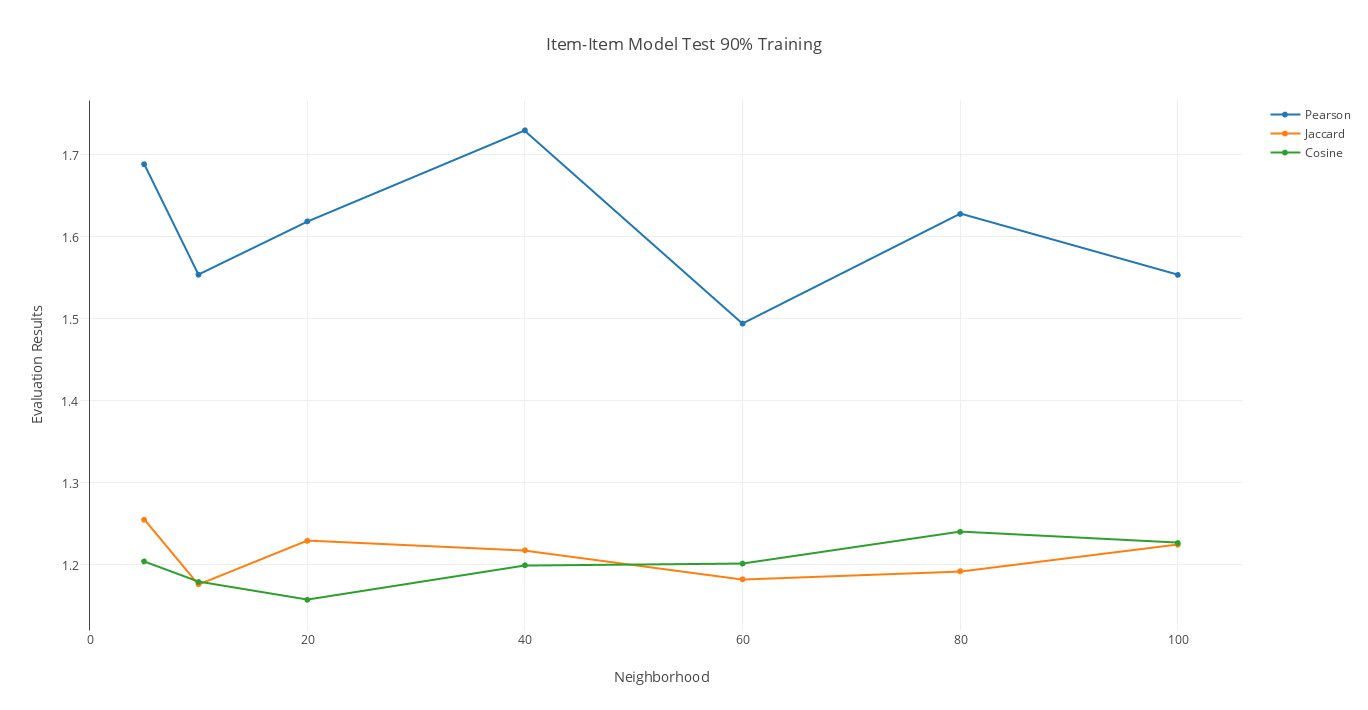 Item-Item Model Test 90% Training
Pearson
Jaccard
Cosine
Evaluation Results
1.7
1.6
1.5
1.4
1.3
1.2
0
20
40
60
80
100
Neighborhood